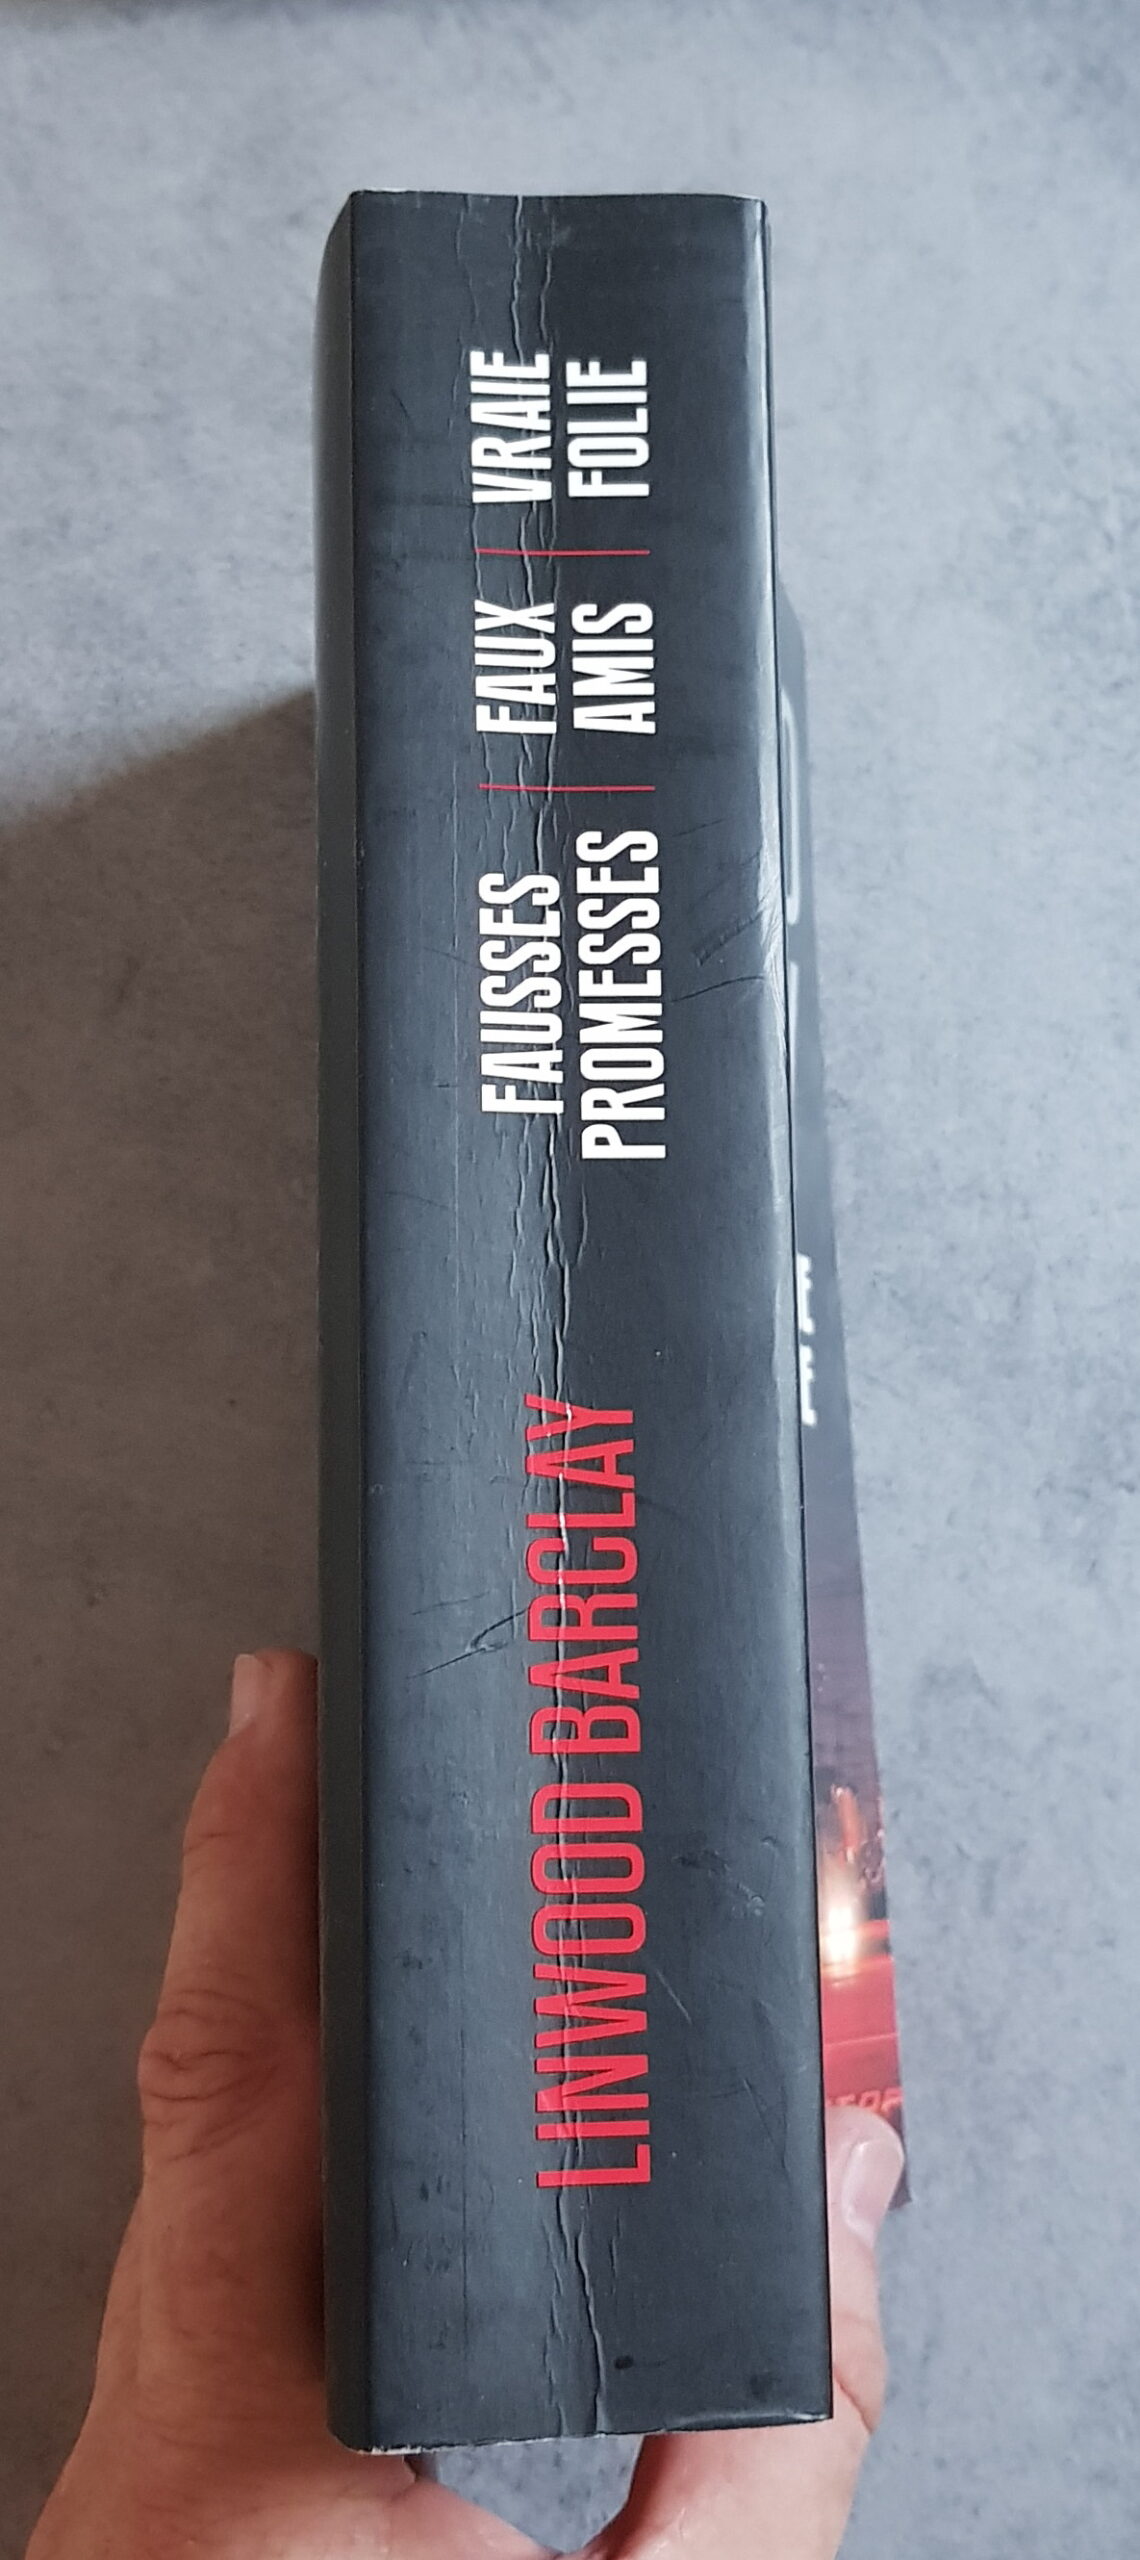 LINWOOD BARCLAY
FAUSSES
PROMESSES
FAUX
AMIS
VRAIE
FOLIE